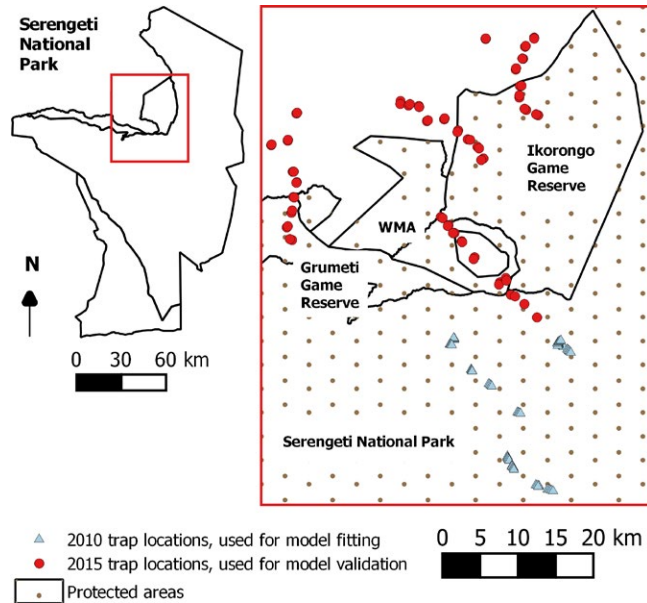 Serengeti
National
Park
N
0 30 60 km
Ikorongo
Game
Reserve
WMA
Grumeti
Game
Reserve
Serengeti National Park
2010 trap locations, used for model fitting
2015 trap locations, used for model validation
Protected areas
0 5 10 15 20 km